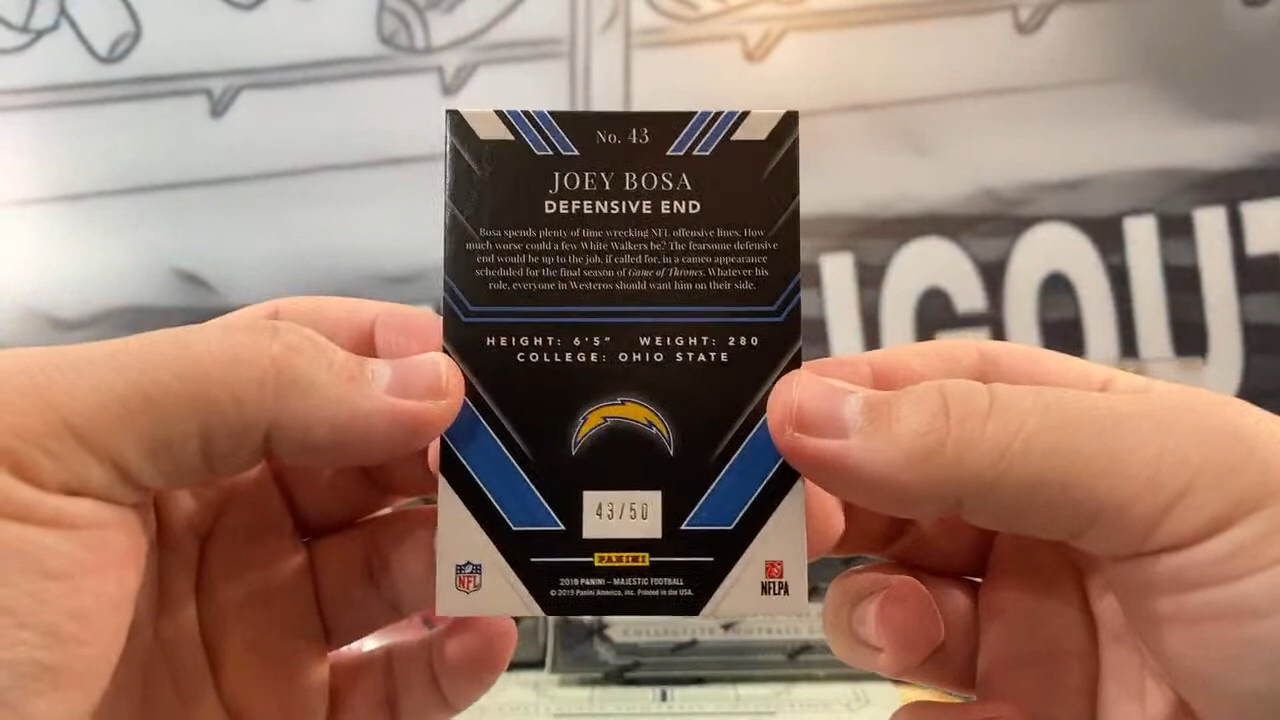 No. 43
JOEY BOSA
DEFENSIVE END
Bosa spends plenty of time wrecking NFL offensive lines. How
much worse could a few White Walkers be? The fearsome defensive
end would be up to the job, if called for, in a cameo appearance
scheduled for the final season of Game of Thrones. Whatever his
role, everyone in Westeros should want him on their side.
HEIGHT: 6'5" WEIGHT: 280
COLLEGE: OHIO STATE
43/50
PANINI
2019 PANINI – MAJESTIC FOOTBALL
© 2019 Panini America, Inc. Printed in the USA.
NFL
NFLPA
IGOUT
COLLEGIATE FOOTBALL